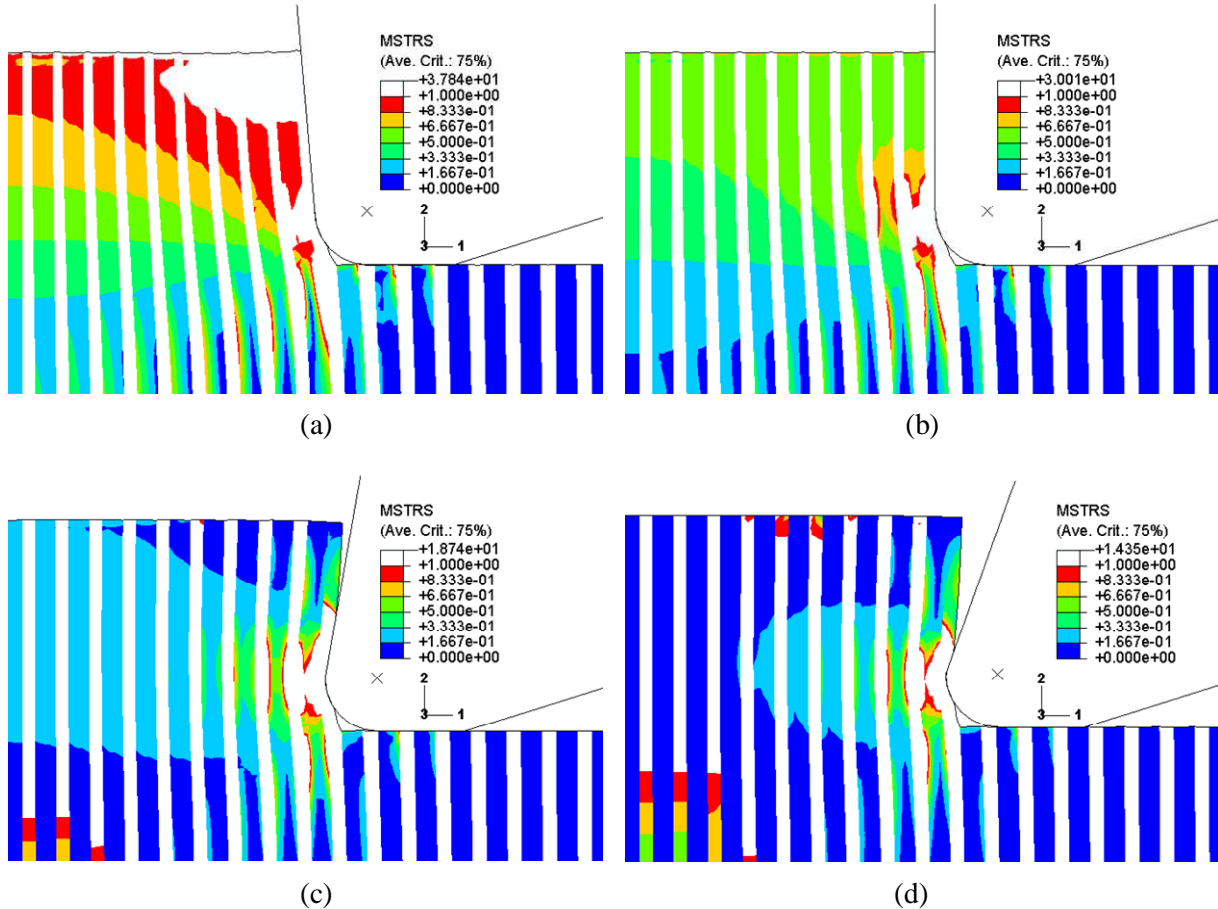 MSTRS
(Ave. Crit.: 75%)
+3.784e+01
+1.000e+00
+8.333e-01
+6.667e-01
+5.000e-01
+3.333e-01
+1.667e-01
+0.000e+00
2
3 1
(a)
MSTRS
(Ave. Crit.: 75%)
+3.001e+01
+1.000e+00
+8.333e-01
+6.667e-01
+5.000e-01
+3.333e-01
+1.667e-01
+0.000e+00
2
3 1
(b)
MSTRS
(Ave. Crit.: 75%)
+1.874e+01
+1.000e+00
+8.333e-01
+6.667e-01
+5.000e-01
+3.333e-01
+1.667e-01
+0.000e+00
2
3 1
(c)
MSTRS
(Ave. Crit.: 75%)
+1.435e+01
+1.000e+00
+8.333e-01
+6.667e-01
+5.000e-01
+3.333e-01
+1.667e-01
+0.000e+00
2
3 1
(d)